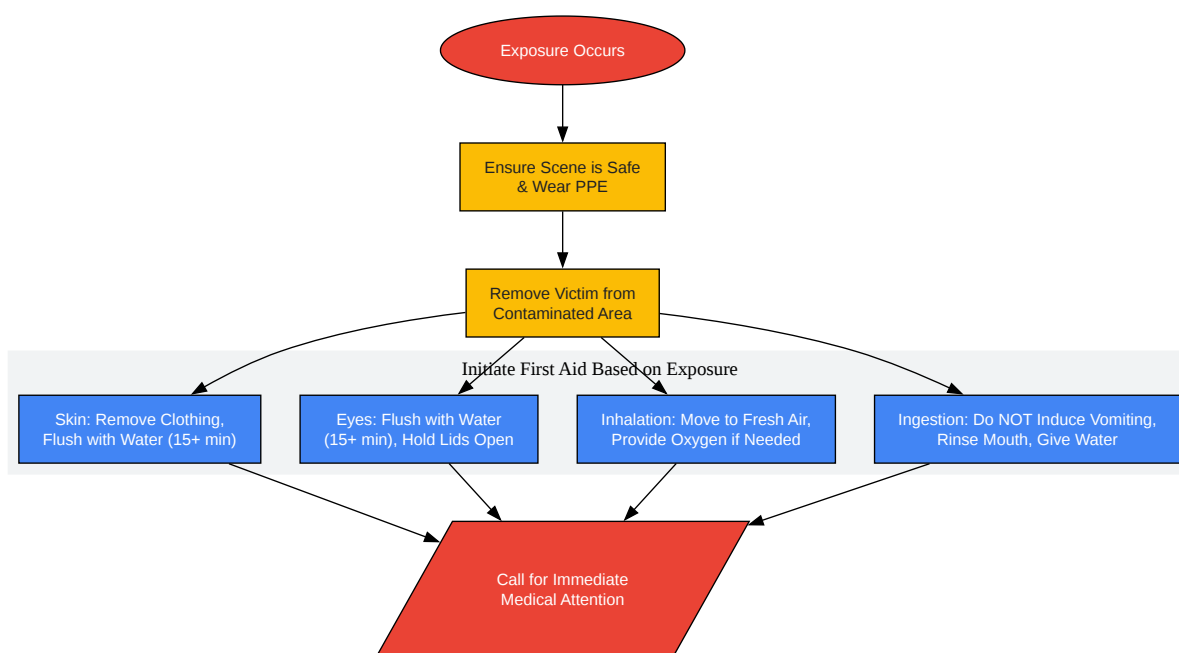 Exposure Occurs
Ensure Scene is Safe
& Wear PPE
Remove Victim from
Contaminated Area
Initiate First Aid Based on Exposure
Skin: Remove Clothing,
Flush with Water (15+ min)
Eyes: Flush with Water
(15+ min), Hold Lids Open
Inhalation: Move to Fresh Air,
Provide Oxygen if Needed
Ingestion: Do NOT Induce Vomiting,
Rinse Mouth, Give Water
Call for Immediate
Medical Attention